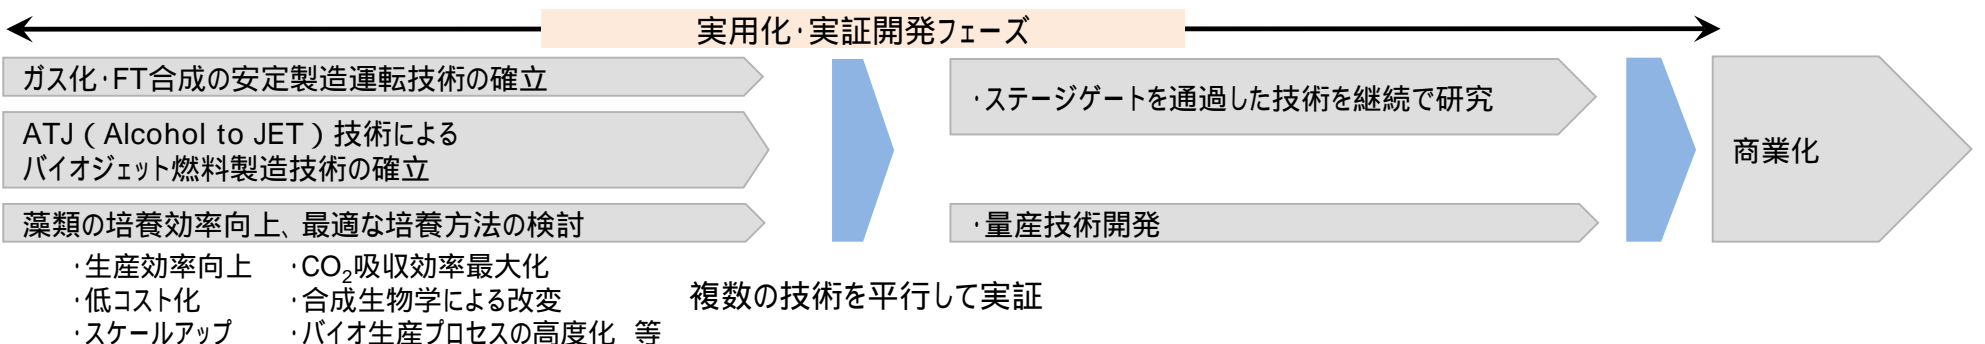 実用化・実証開発フェーズ
ガス化・FT合成の安定製造運転技術の確立
ATJ（Alcohol to JET）技術による
バイオジェット燃料製造技術の確立
藻類の培養効率向上、最適な培養方法の検討
・生産効率向上 ・CO₂吸収効率最大化
・低コスト化 ・合成生物学による改変
・スケールアップ ・バイオ生産プロセスの高度化 等
複数の技術を平行して実証
・ステージゲートを通過した技術を継続で研究
・量産技術開発
商業化